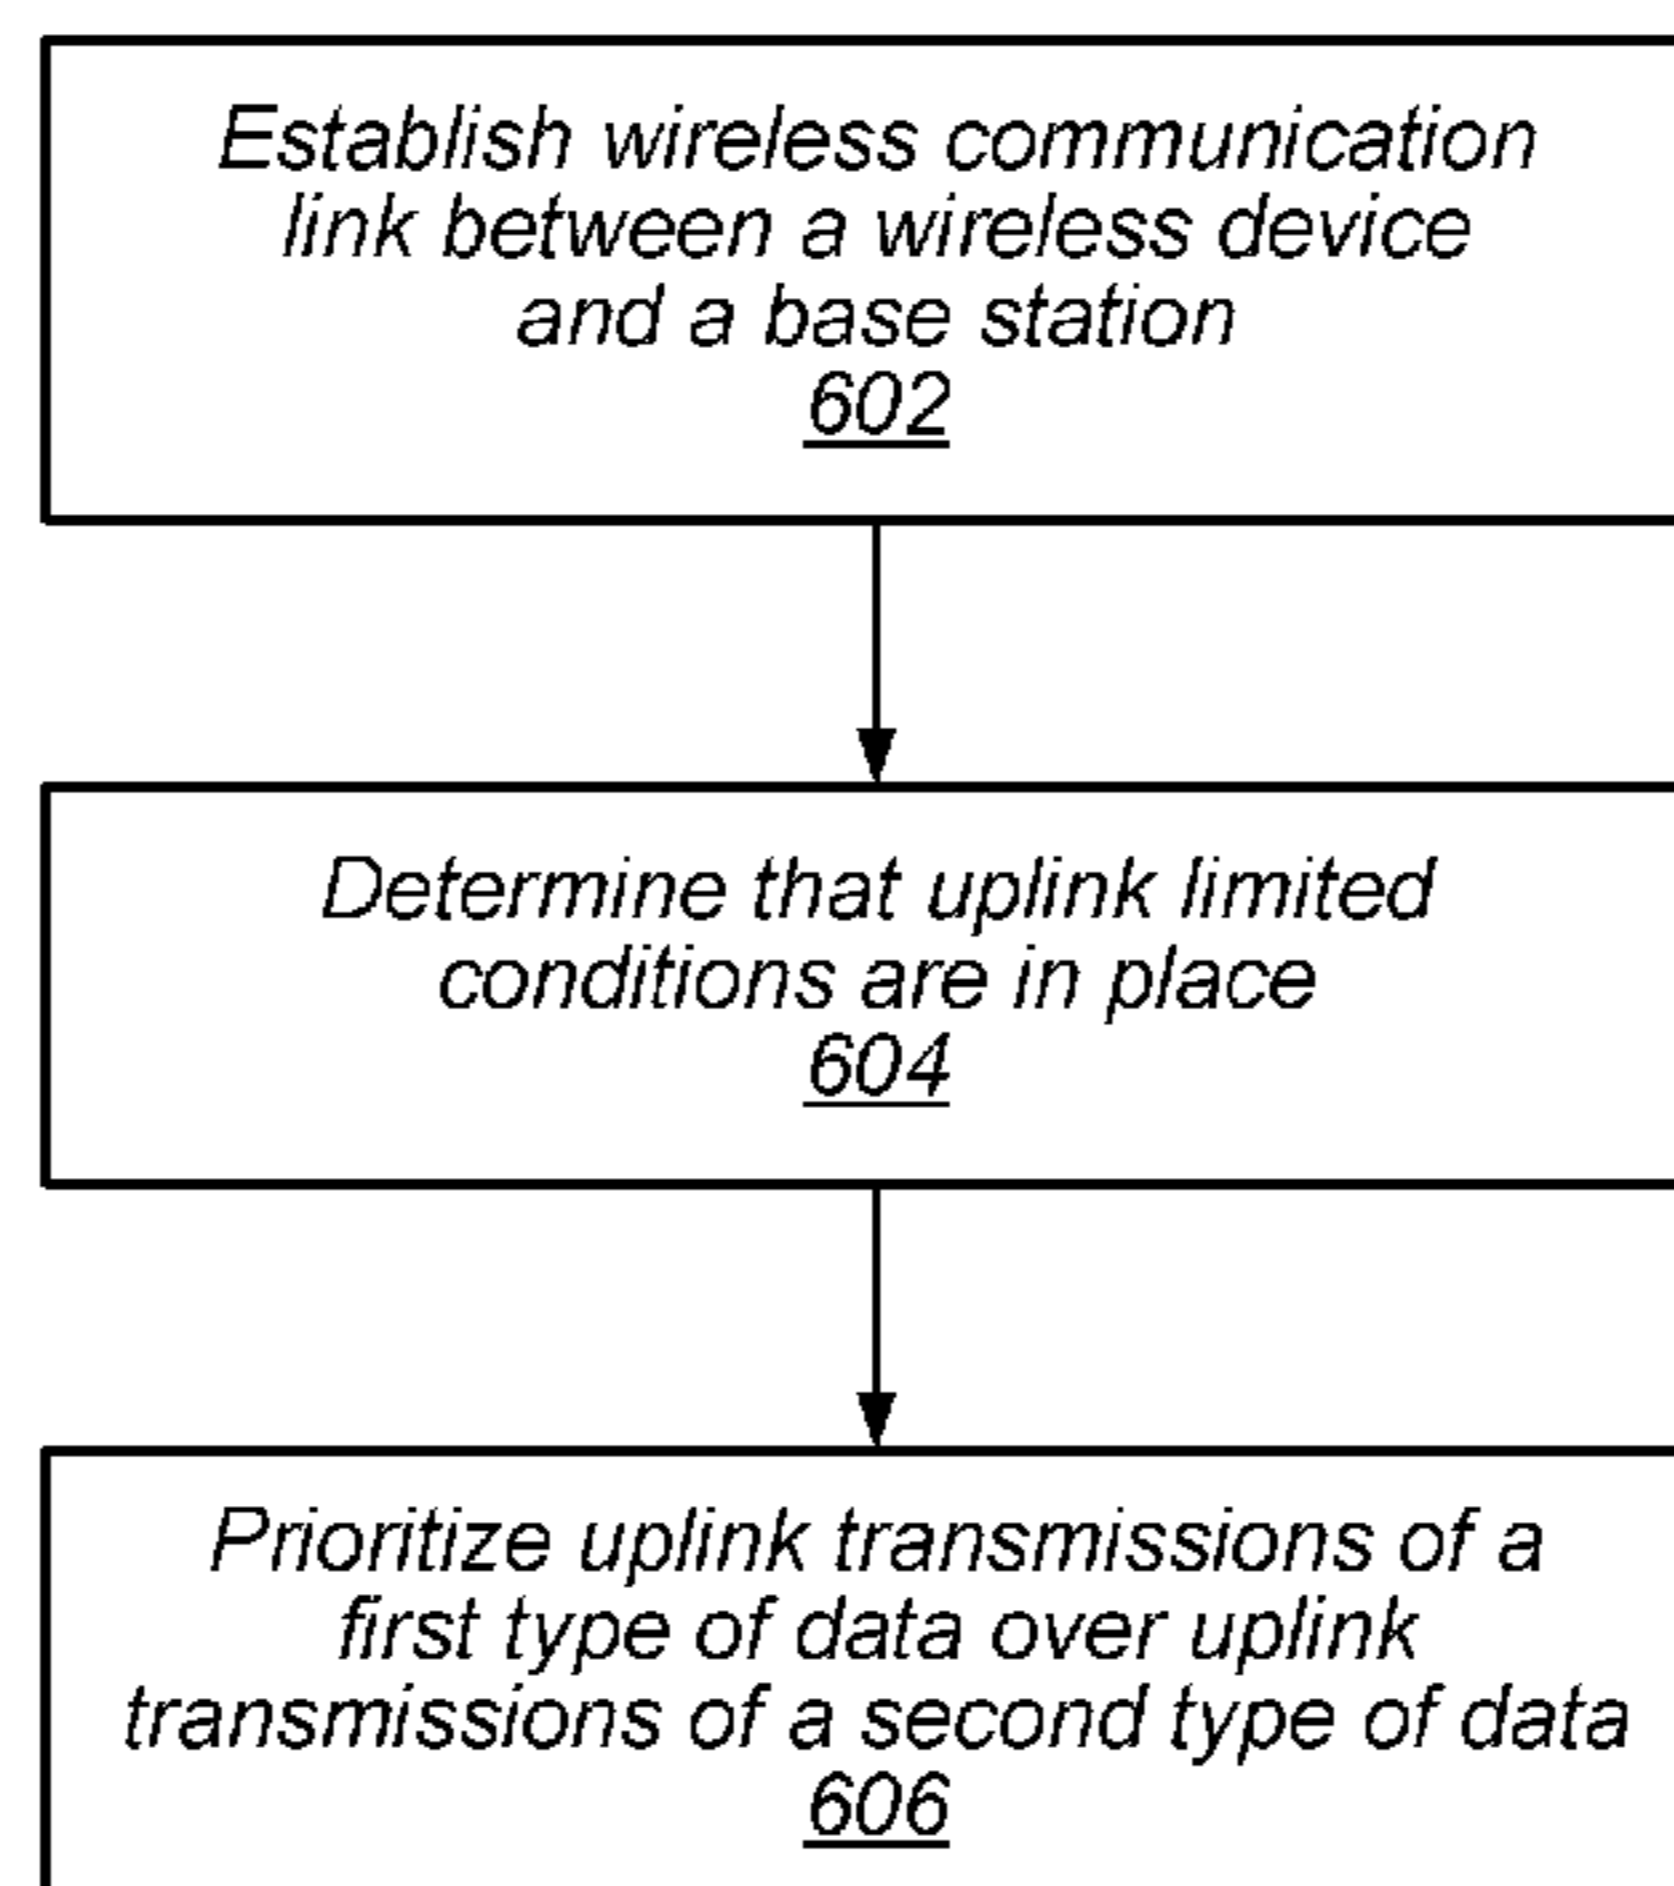 Establish wireless communication
link between a wireless device
and a base station
602
Determine that uplink limited
conditions are in place
604
Prioritize uplink transmissions of a
first type of data over uplink
transmissions of a second type of data
606